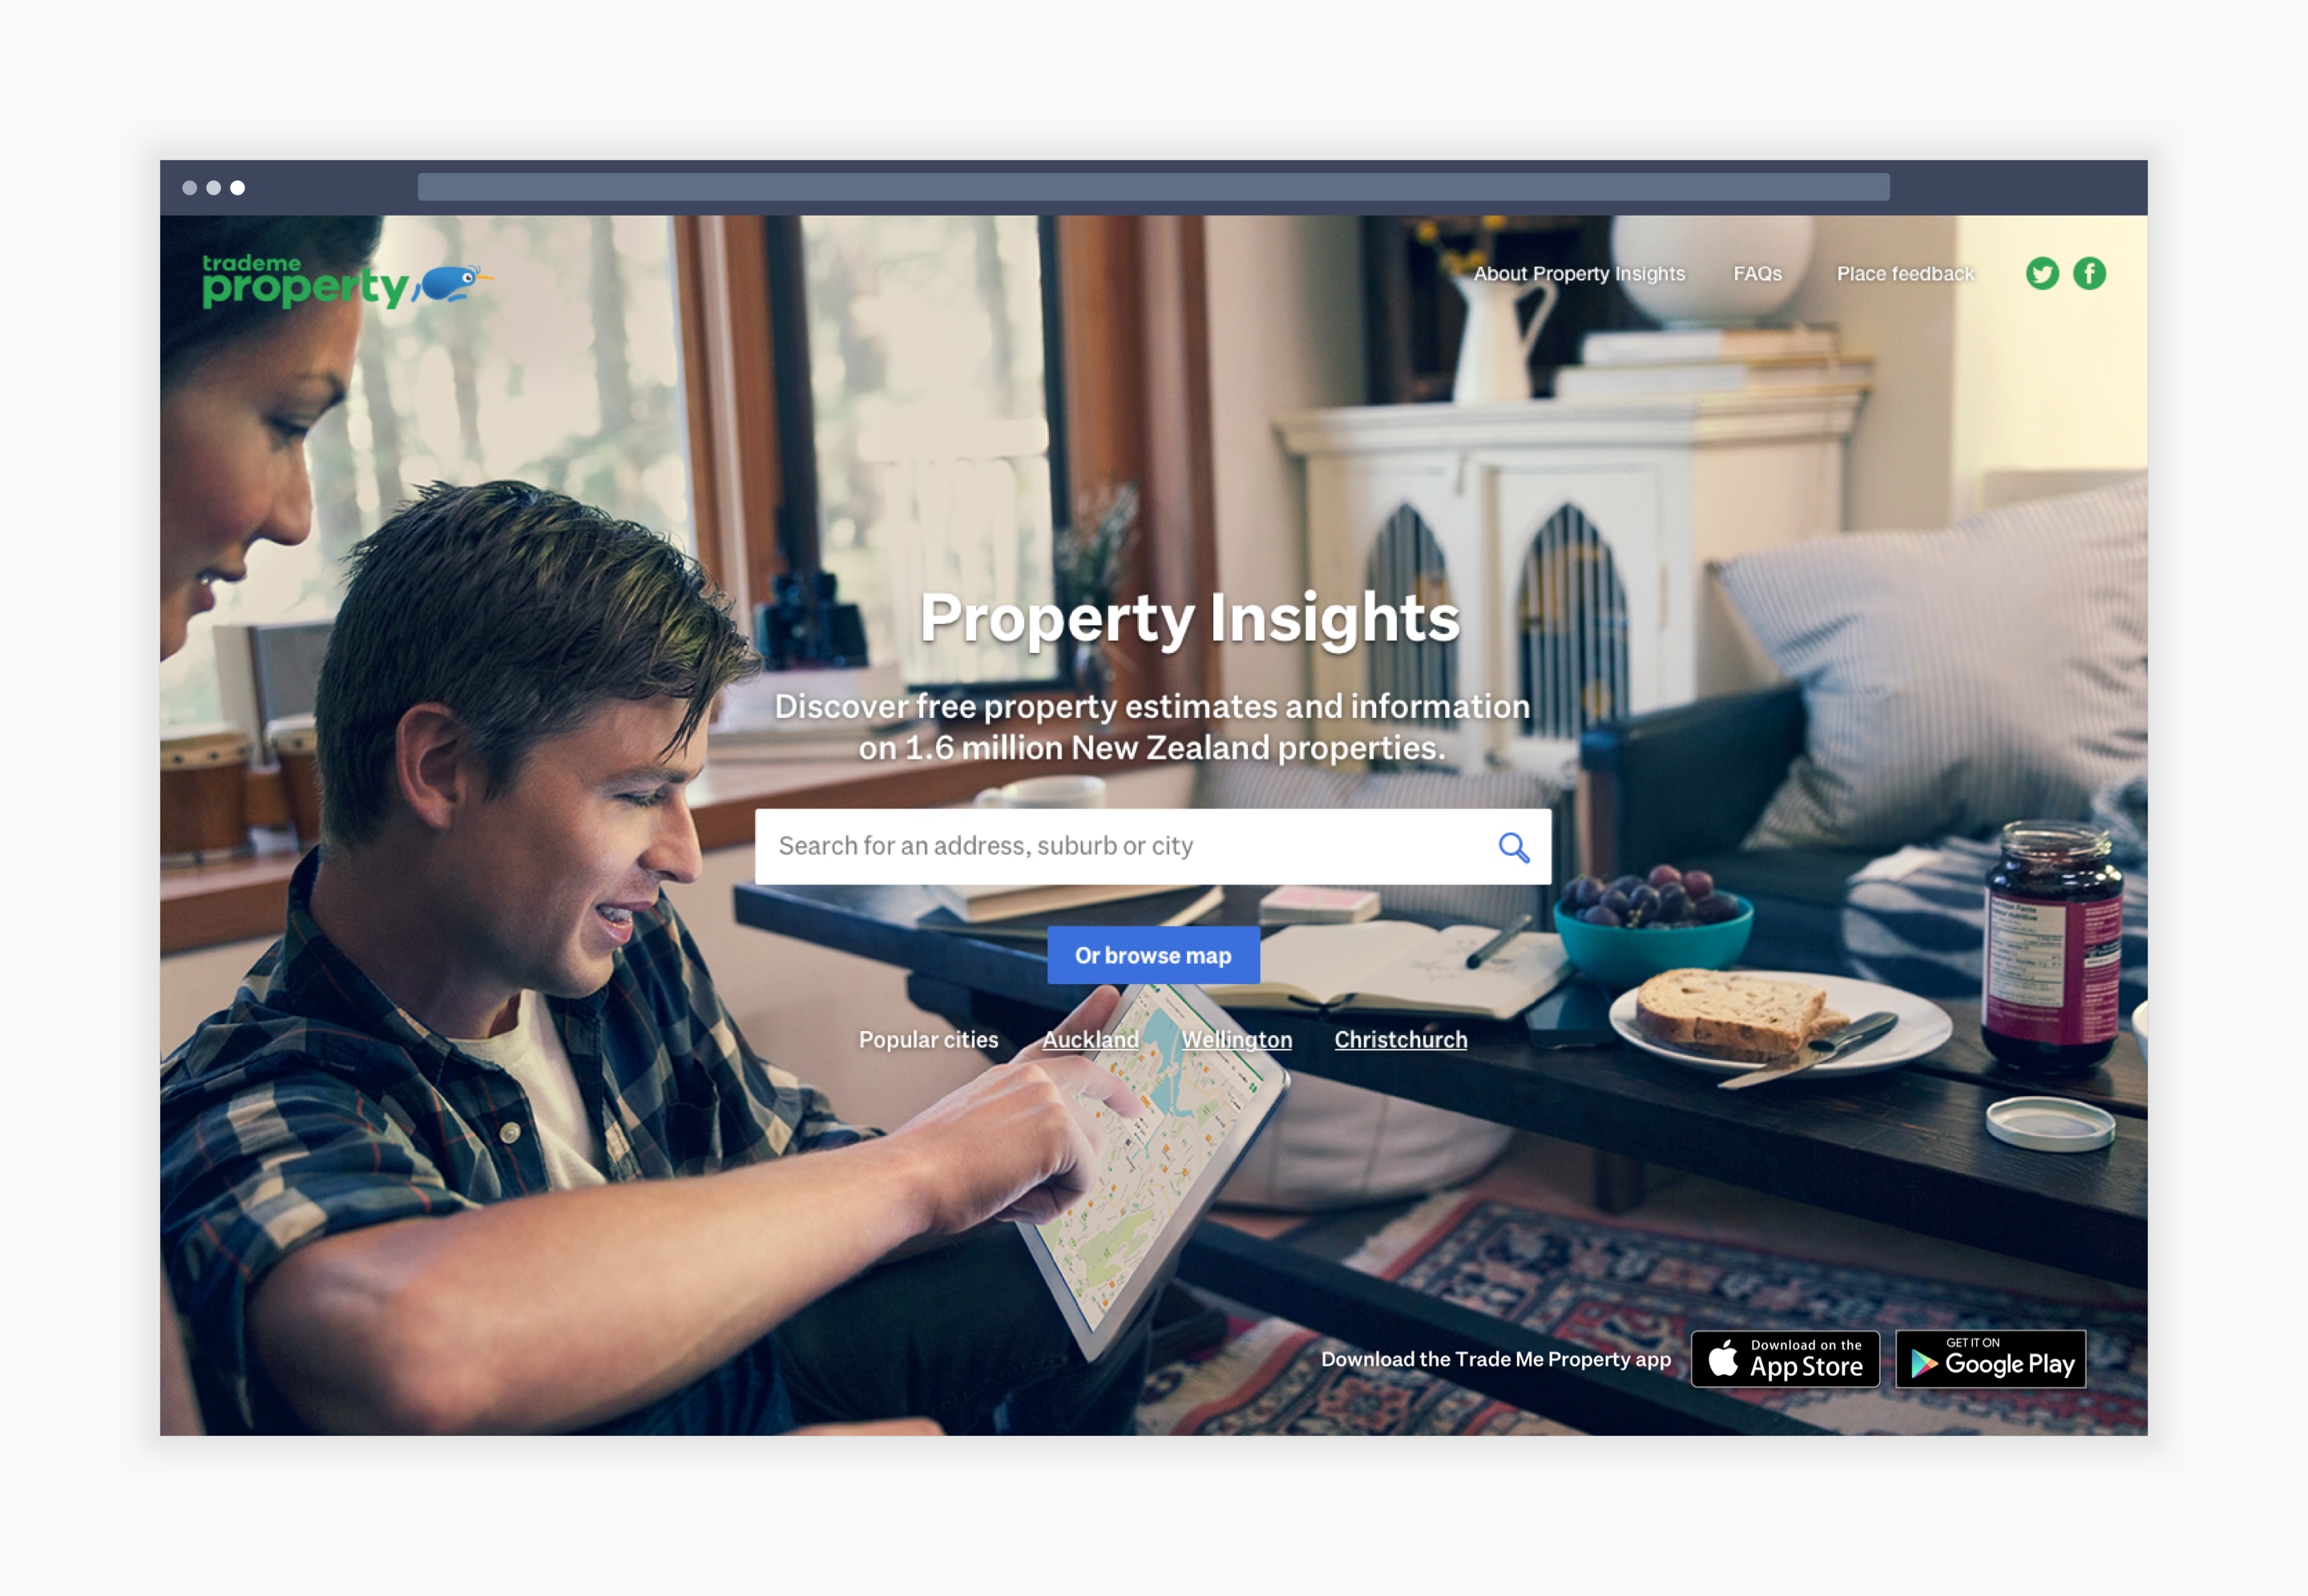 trademe
property
About Property Insights
FAQs
Place feedback
Property Insights
Discover free property estimates and information
on 1.6 million New Zealand properties.
Search for an address, suburb or city
Or browse map
Popular cities
Auckland
Wellington
Christchurch
Download the Trade Me Property app
Download on the
App Store
GET IT ON
Google Play